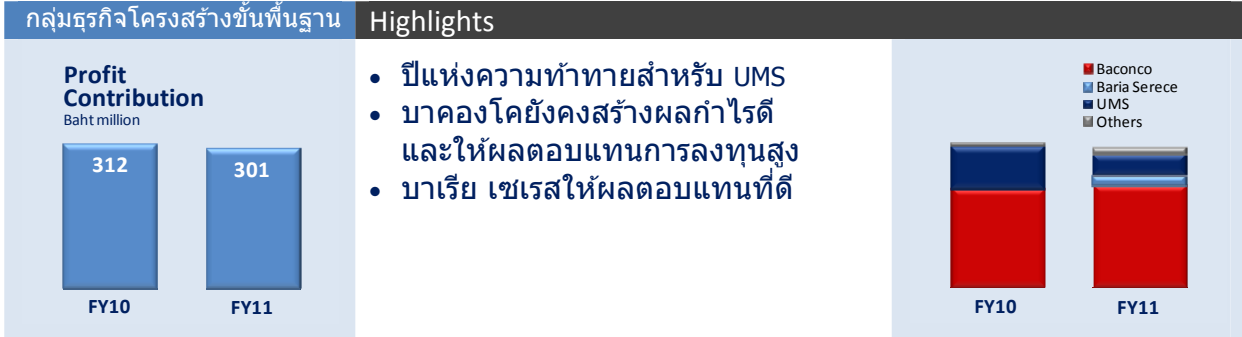 กลุ่มธุรกิจโครงสร้างขั้นพื้นฐาน
Highlights
Profit
Contribution
Baht million
312
301
FY10
FY11
• ปีแห่งความท้าทายสำหรับ UMS
• บาคองโคยังคงสร้างผลกำไรดี
และให้ผลตอบแทนการลงทุนสูง
• บาเรีย เซเรสให้ผลตอบแทนที่ดี
Baconco
Baria Serece
UMS
Others
FY10
FY11